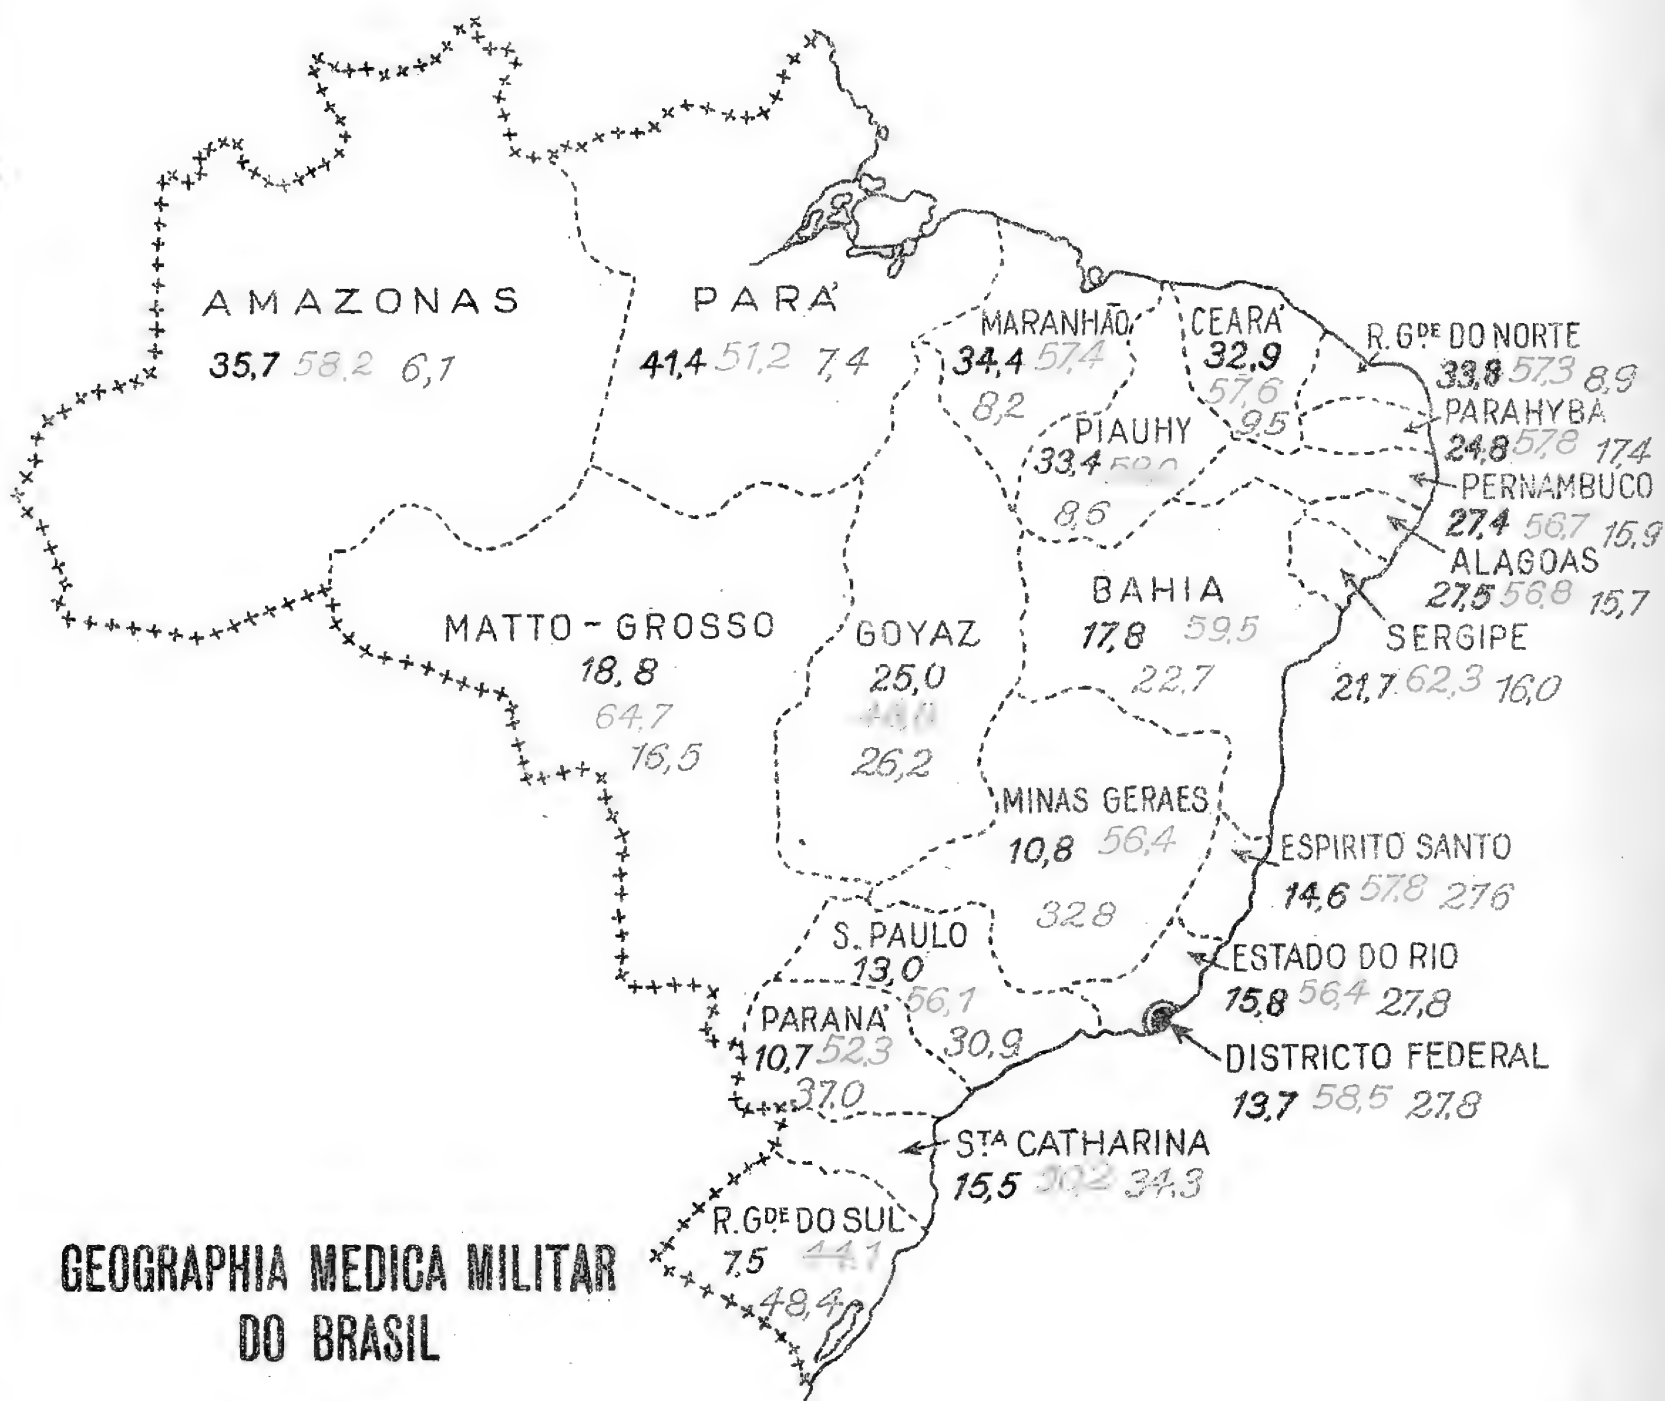 AMAZONAS
35,7 58,2 6,1
PARÁ
41,4 51,2 7,4
MARANHÃO
34,4 57,4
8,2
CEARÁ
32,9
57,6
9,5
R. Gᴰᴱ DO NORTE
33,8 57,3 8,9
PARAHYBA
24,8 57,8 17,4
PIAUHY
33,4
8,6
PERNAMBUCO
27,4 56,7 15,9
ALAGOAS
27,5 56,8 15,7
SERGIPE
21,7 62,3 16,0
BAHIA
17,8 59,5
22,7
MATTO-GROSSO
18,8
64,7
16,5
GOYAZ
25,0
26,2
MINAS GERAES
10,8 56,4
32,8
ESPIRITO SANTO
14,6 57,8 27,6
S. PAULO
13,0
56,1
30,9
ESTADO DO RIO
15,8 56,4 27,8
PARANÁ
10,7 52,3
37,0
DISTRICTO FEDERAL
13,7 58,5 27,8
Sᵀᴬ CATHARINA
15,5 34,3
R. Gᴰᴱ DO SUL
7,5 44,1
48,4
GEOGRAPHIA MEDICA MILITAR
DO BRASIL